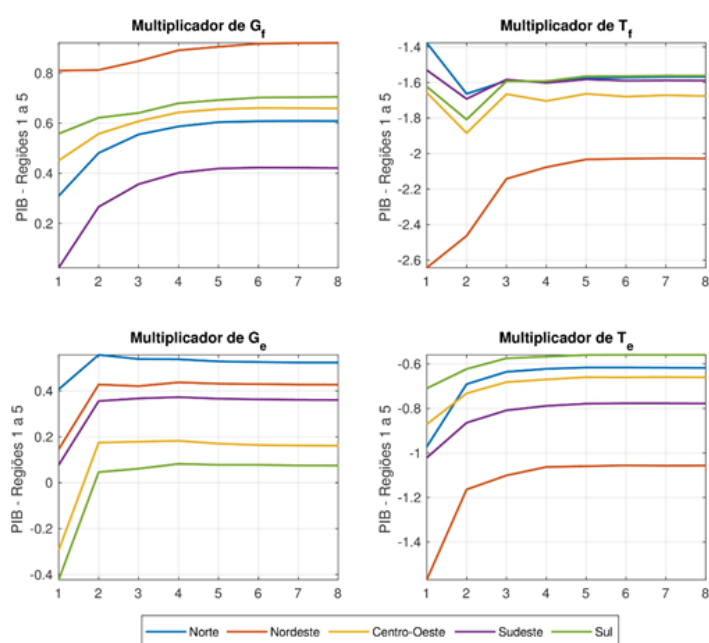 Multiplicador de G_f
PIB - Regiões 1 a 5
0.8
0.6
0.4
0.2
1 2 3 4 5 6 7 8
Multiplicador de T_f
PIB - Regiões 1 a 5
-1.4
-1.6
-1.8
-2
-2.2
-2.4
-2.6
1 2 3 4 5 6 7 8
Multiplicador de G_e
PIB - Regiões 1 a 5
0.4
0.2
0
-0.2
-0.4
1 2 3 4 5 6 7 8
Multiplicador de T_e
PIB - Regiões 1 a 5
-0.6
-0.8
-1
-1.2
-1.4
1 2 3 4 5 6 7 8
Norte Nordeste Centro-Oeste Sudeste Sul